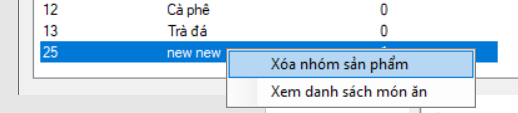 12 Cà phê 0
13 Trà đá 0
25 new new
Xóa nhóm sản phẩm
Xem danh sách món ăn